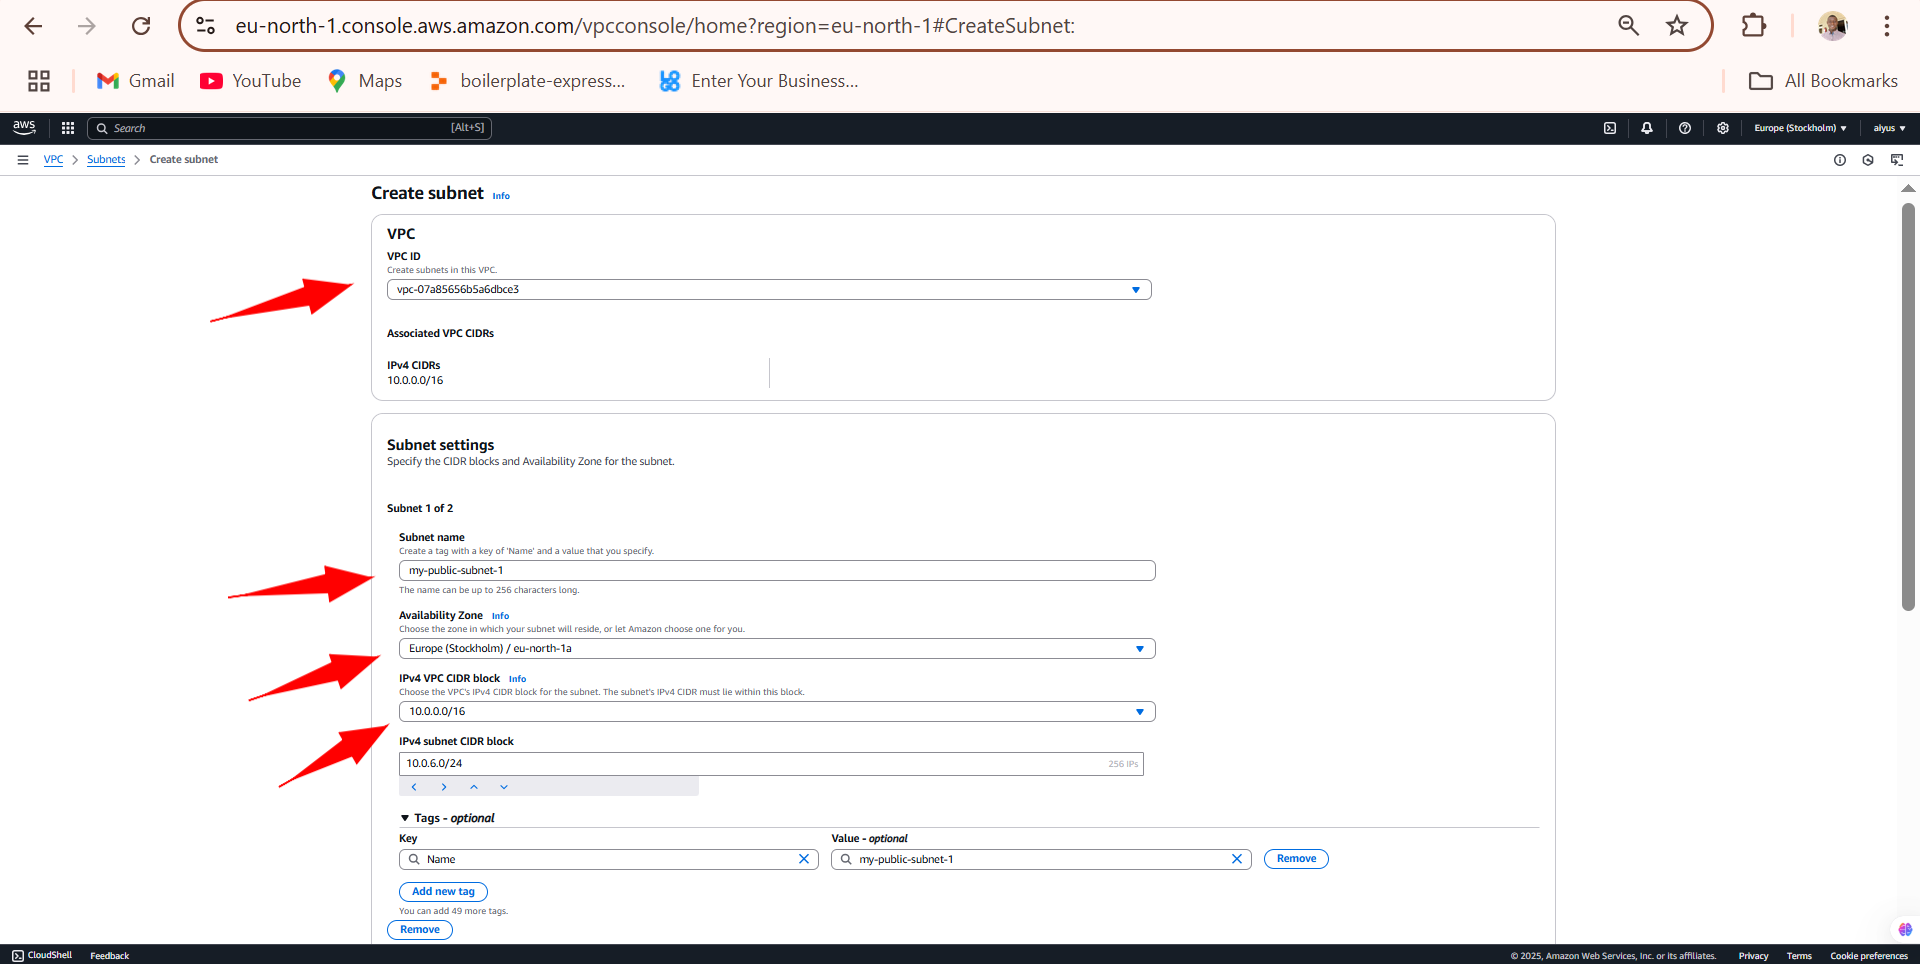 eu-north-1.console.aws.amazon.com/vpcconsole/home?region=eu-north-1#CreateSubnet:
Gmail YouTube Maps boilerplate-express... Enter Your Business... All Bookmarks
aws Search [Alt+S] Europe (Stockholm) aiyus
VPC Subnets Create subnet
Create subnet Info
VPC
VPC ID
Create subnets in this VPC.
vpc-07a85656b5a6dbce3
Associated VPC CIDRs
IPv4 CIDRs
10.0.0.0/16
Subnet settings
Specify the CIDR blocks and Availability Zone for the subnet.
Subnet 1 of 2
Subnet name
Create a tag with a key of 'Name' and a value that you specify.
my-public-subnet-1
The name can be up to 256 characters long.
Availability Zone Info
Choose the zone in which your subnet will reside, or let Amazon choose one for you.
Europe (Stockholm) / eu-north-1a
IPv4 VPC CIDR block Info
Choose the VPC's IPv4 CIDR block for the subnet. The subnet's IPv4 CIDR must lie within this block.
10.0.0.0/16
IPv4 subnet CIDR block
10.0.6.0/24 256 IPs
Tags - optional
Key Value - optional
Name my-public-subnet-1 Remove
Add new tag
You can add 49 more tags.
Remove
CloudShell Feedback © 2025, Amazon Web Services, Inc. or its affiliates. Privacy Terms Cookie preferences